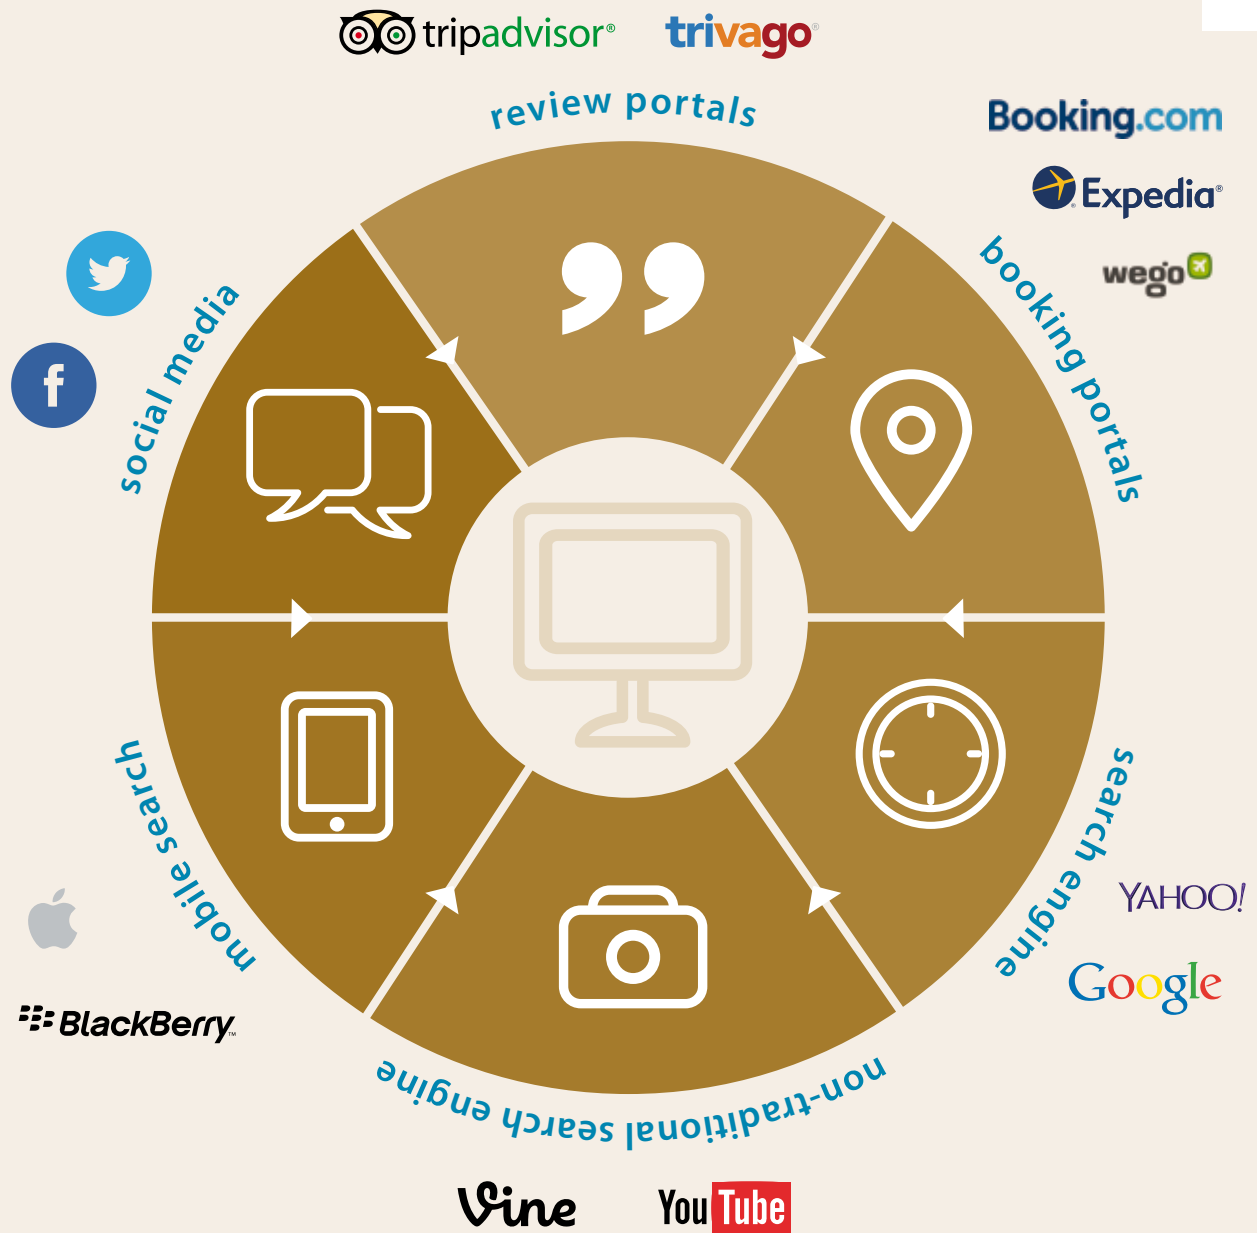 tripadvisor®
trivago®
review portals
Booking.com
Expedia®
wego
booking portals
social media
f
search engine
YAHOO!
Google
mobile search
BlackBerry™
non-traditional search engine
Vine
YouTube